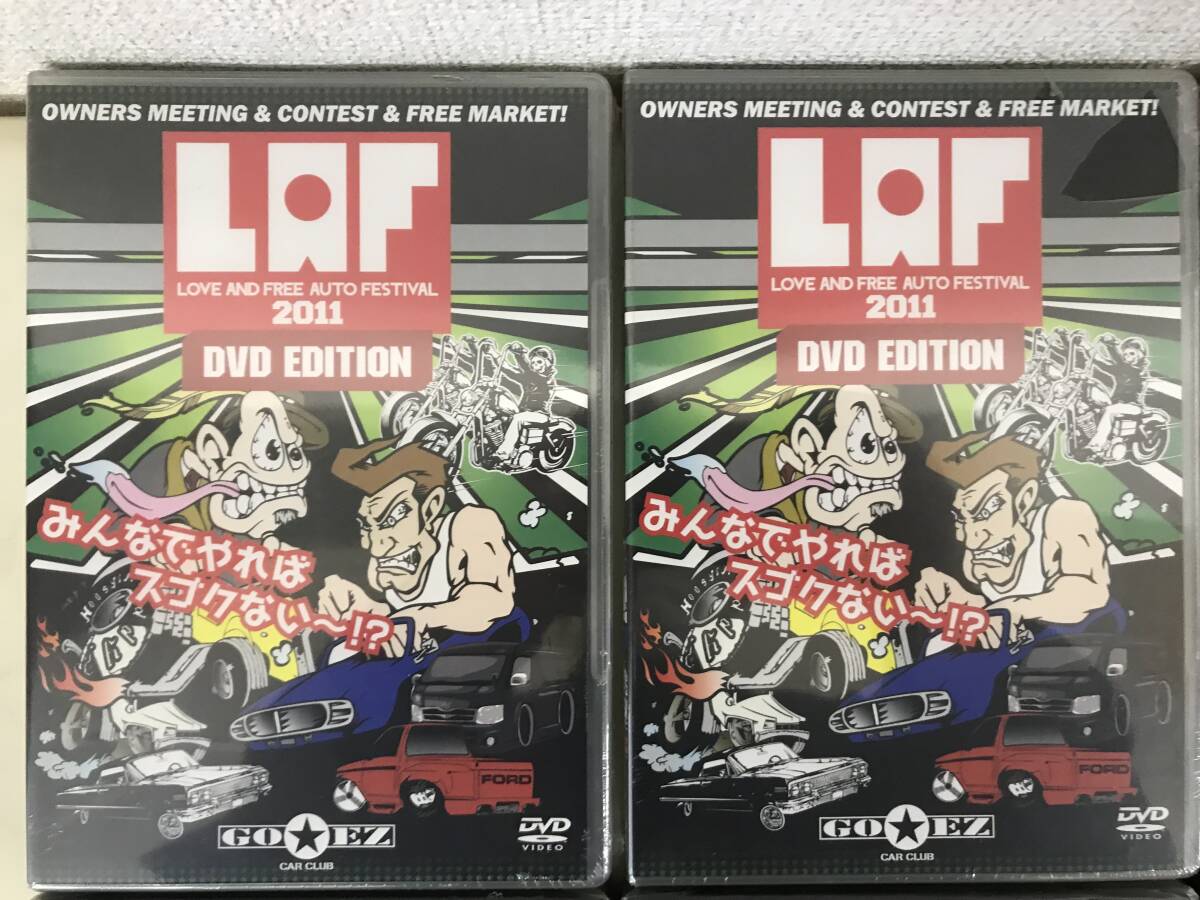 OWNERS MEETING & CONTEST & FREE MARKET!
LAF
LOVE AND FREE AUTO FESTIVAL
2011
DVD EDITION
みんなでやれば
スゴクない〜!?
FORD
GO★EZ
CAR CLUB
DVD
VIDEO
OWNERS MEETING & CONTEST & FREE MARKET!
LAF
LOVE AND FREE AUTO FESTIVAL
2011
DVD EDITION
みんなでやれば
スゴクない〜!?
FORD
GO★EZ
CAR CLUB
DVD
VIDEO